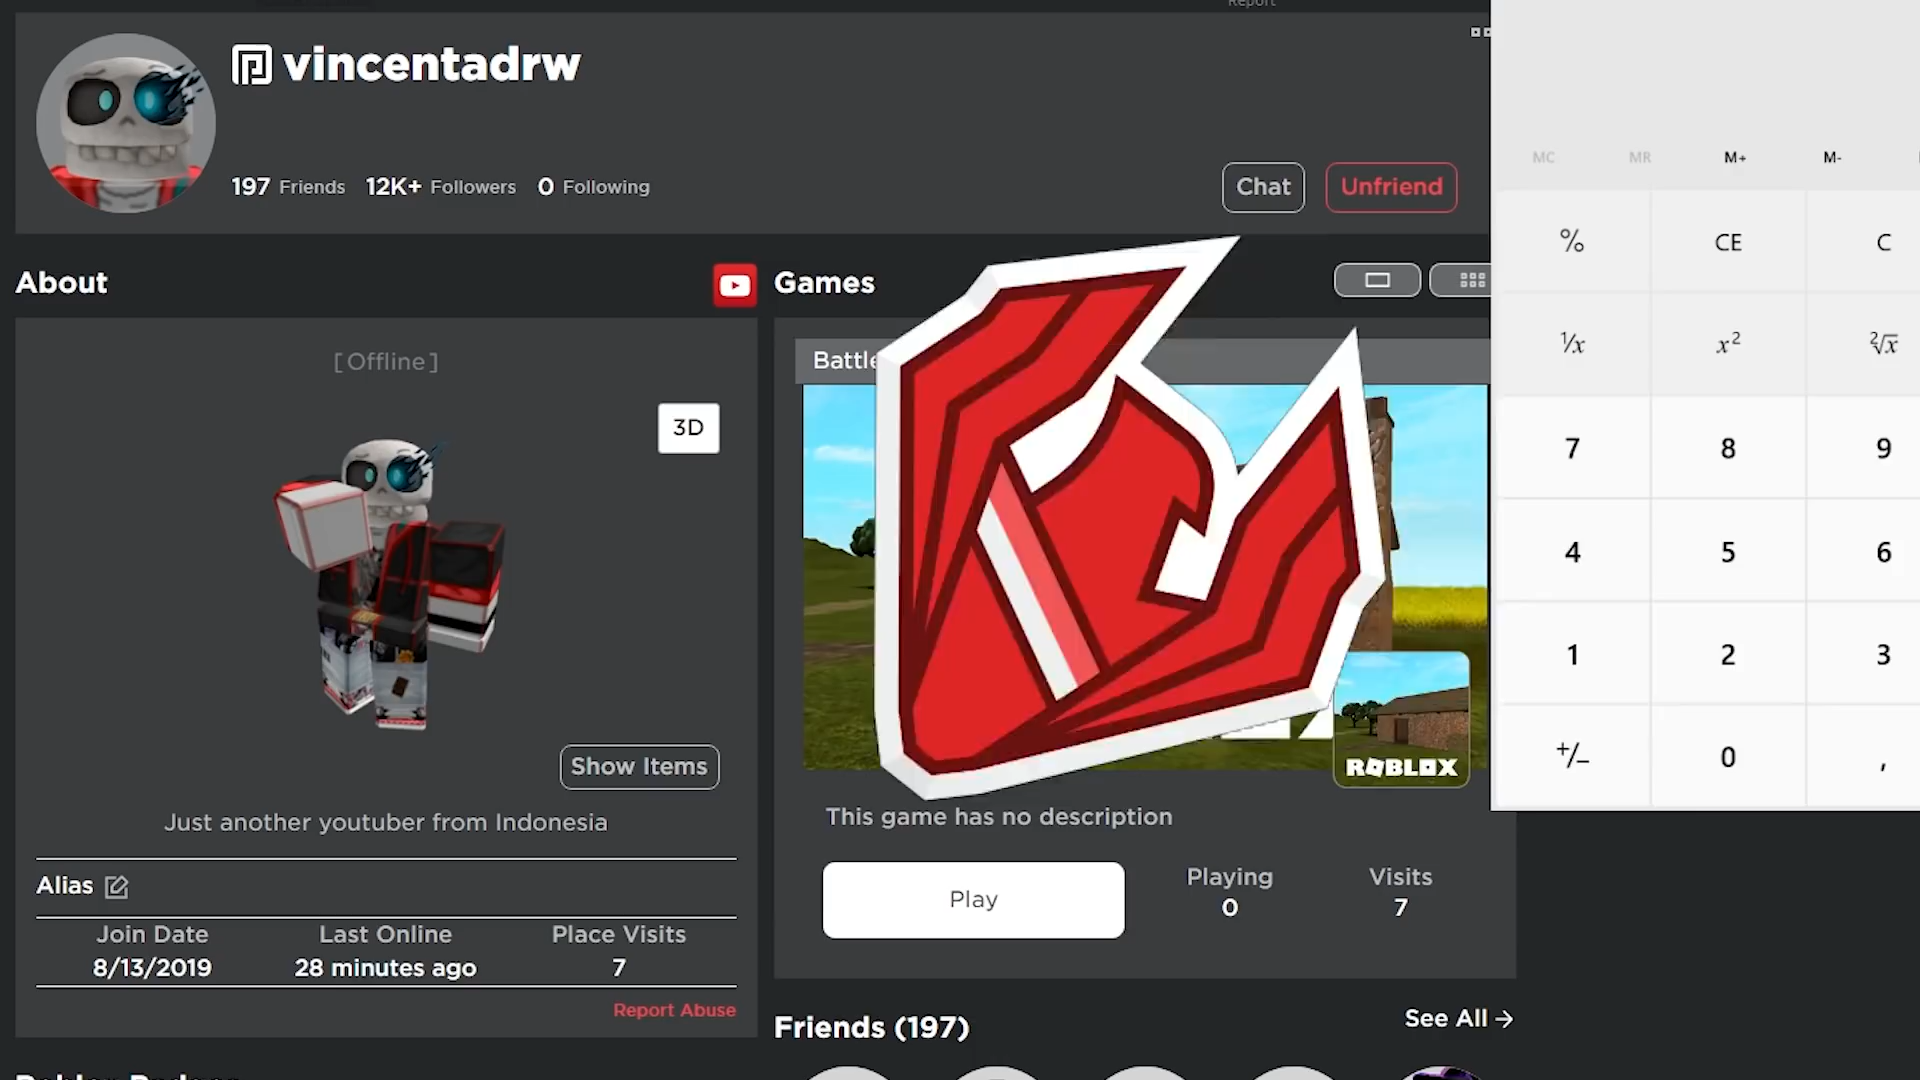 Report
vincentadrw
197 Friends 12K+ Followers 0 Following
Chat
Unfriend
About
Games
[Offline]
3D
Show Items
Just another youtuber from Indonesia
Alias
Join Date
8/13/2019
Last Online
28 minutes ago
Place Visits
7
Report Abuse
ROBLOX
This game has no description
Play
Playing
0
Visits
7
Friends (197)
See All →
MC MR M+ M-
% CE C
1/x x² ²√x
7 8 9
4 5 6
1 2 3
+/- 0 ,